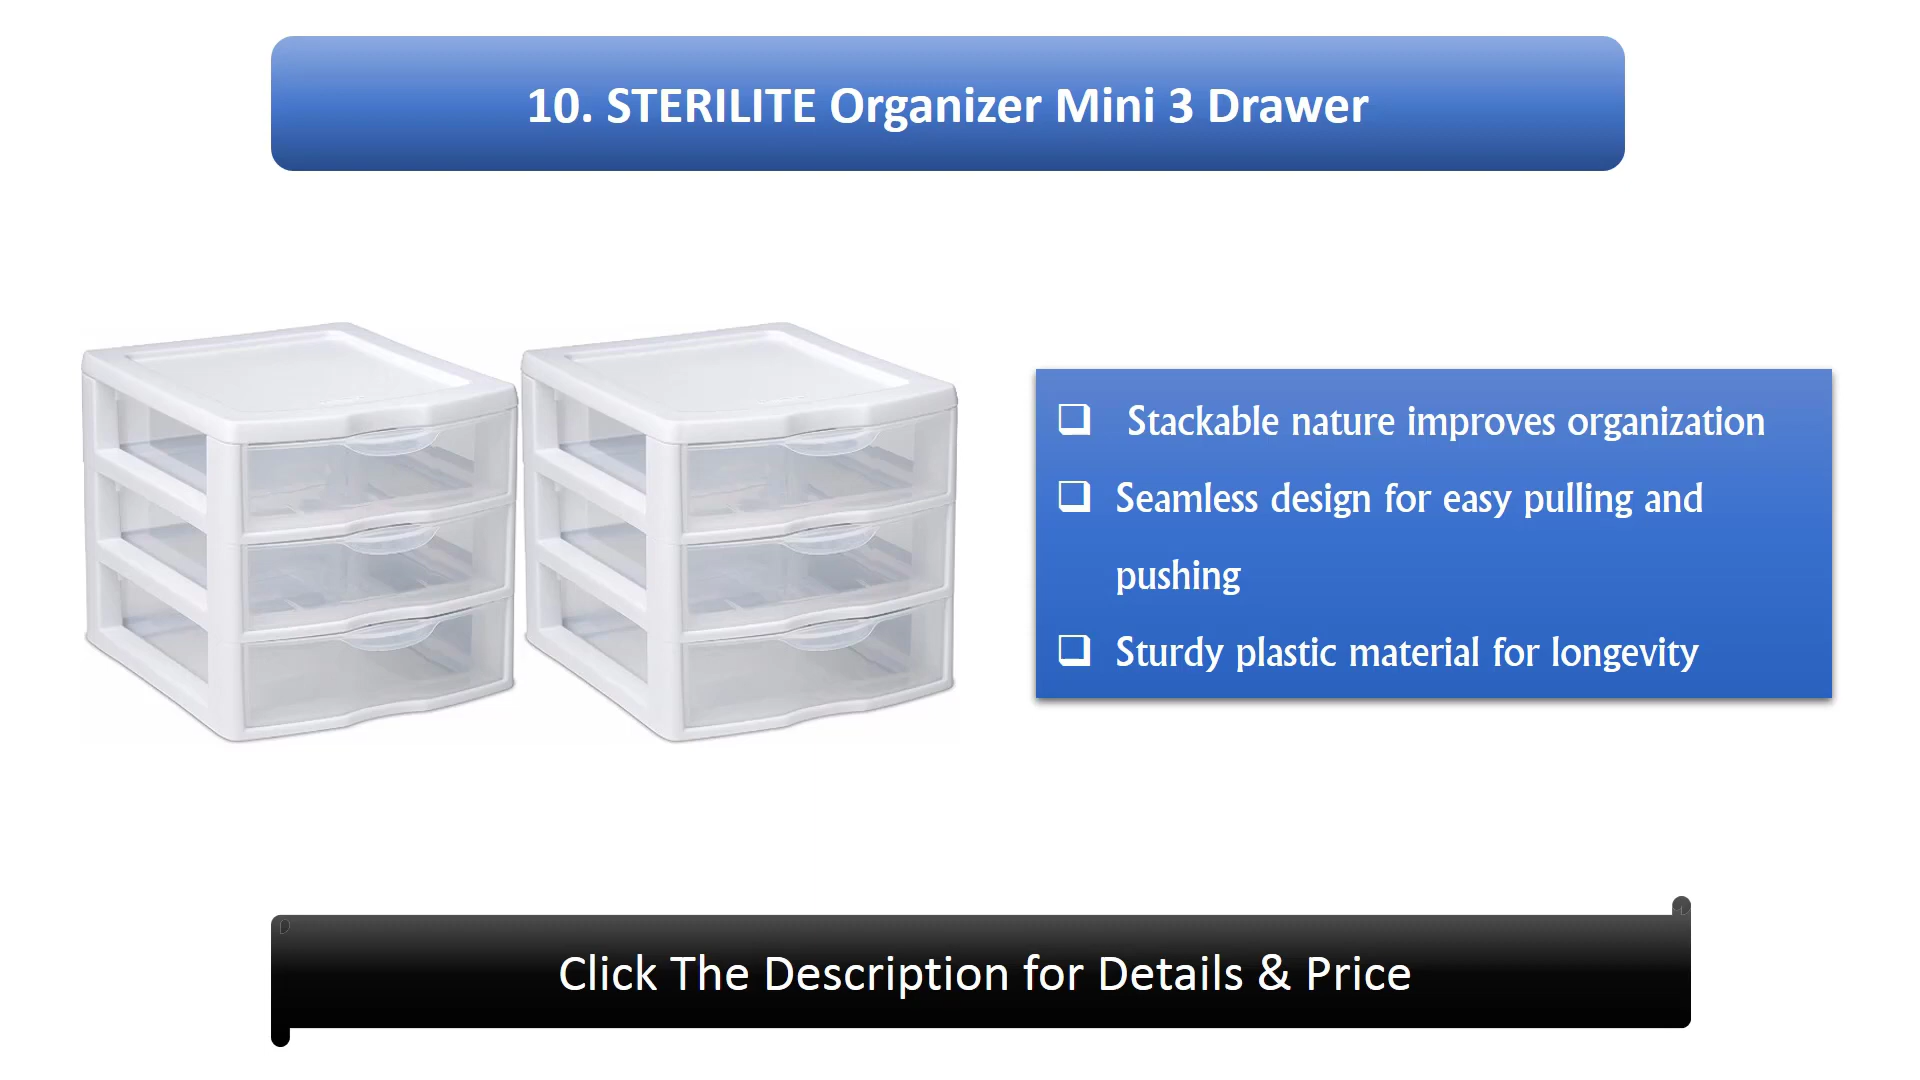 10. STERILITE Organizer Mini 3 Drawer
Stackable nature improves organization
Seamless design for easy pulling and
pushing
Sturdy plastic material for longevity
Click The Description for Details & Price